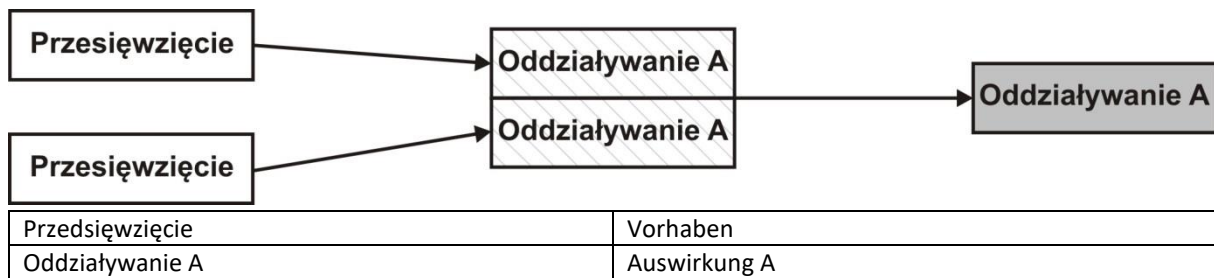 Przesięwzięcie
Oddziaływanie A
Oddziaływanie A
Oddziaływanie A
Przesięwzięcie
Przedsięwzięcie Vorhaben
Oddziaływanie A Auswirkung A